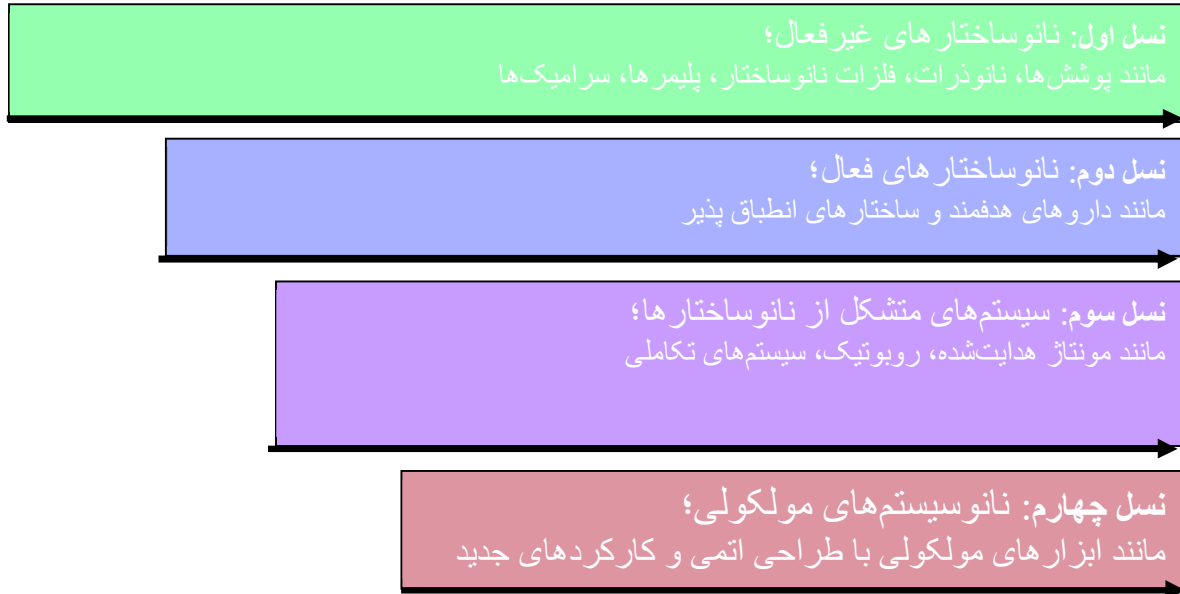 نسل اول: نانوساختارهای غیرفعال؛
مانند پوشش‌ها، نانوذرات، فلزات نانوساختار، پلیمرها، سرامیک‌ها
نسل دوم: نانوساختارهای فعال؛
مانند داروهای هدفمند و ساختارهای انطباق پذیر
نسل سوم: سیستم‌های متشکل از نانوساختارها؛
مانند مونتاژ هدایت‌شده، روبوتیک، سیستم‌های تکاملی
نسل چهارم: نانوسیستم‌های مولکولی؛
مانند ابزارهای مولکولی با طراحی اتمی و کارکردهای جدید